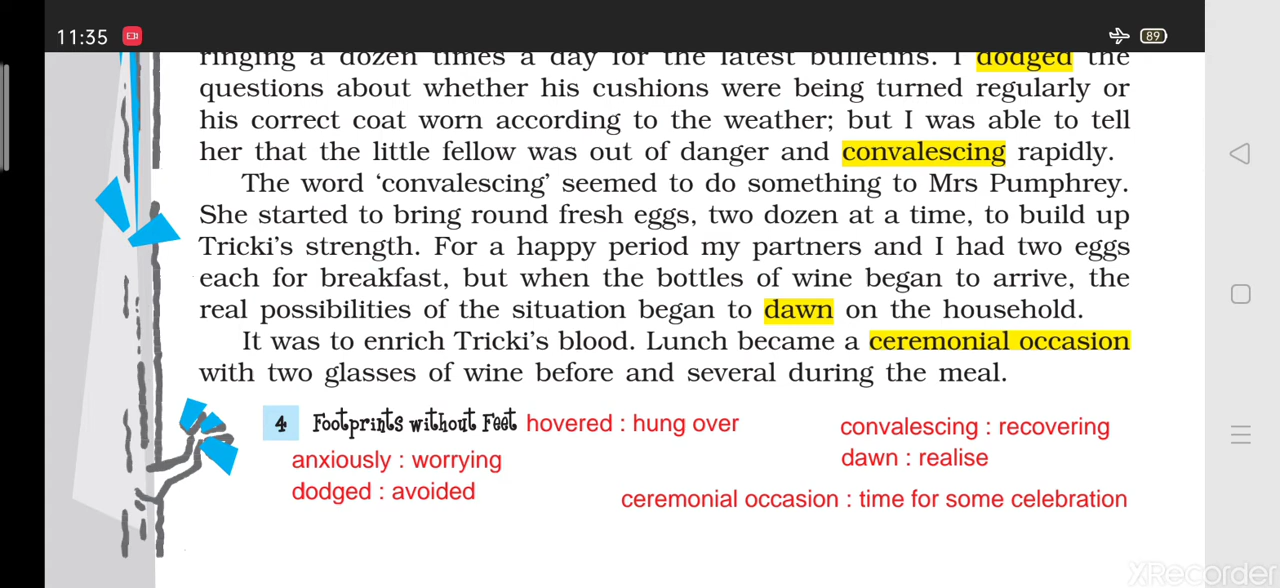 11:35
89
ringing a dozen times a day for the latest bulletins. I dodged the
questions about whether his cushions were being turned regularly or
his correct coat worn according to the weather; but I was able to tell
her that the little fellow was out of danger and convalescing rapidly.
The word ‘convalescing’ seemed to do something to Mrs Pumphrey.
She started to bring round fresh eggs, two dozen at a time, to build up
Tricki’s strength. For a happy period my partners and I had two eggs
each for breakfast, but when the bottles of wine began to arrive, the
real possibilities of the situation began to dawn on the household.
It was to enrich Tricki’s blood. Lunch became a ceremonial occasion
with two glasses of wine before and several during the meal.
4 Footprints without Feet hovered : hung over
convalescing : recovering
anxiously : worrying
dawn : realise
dodged : avoided
ceremonial occasion : time for some celebration
XRecorder